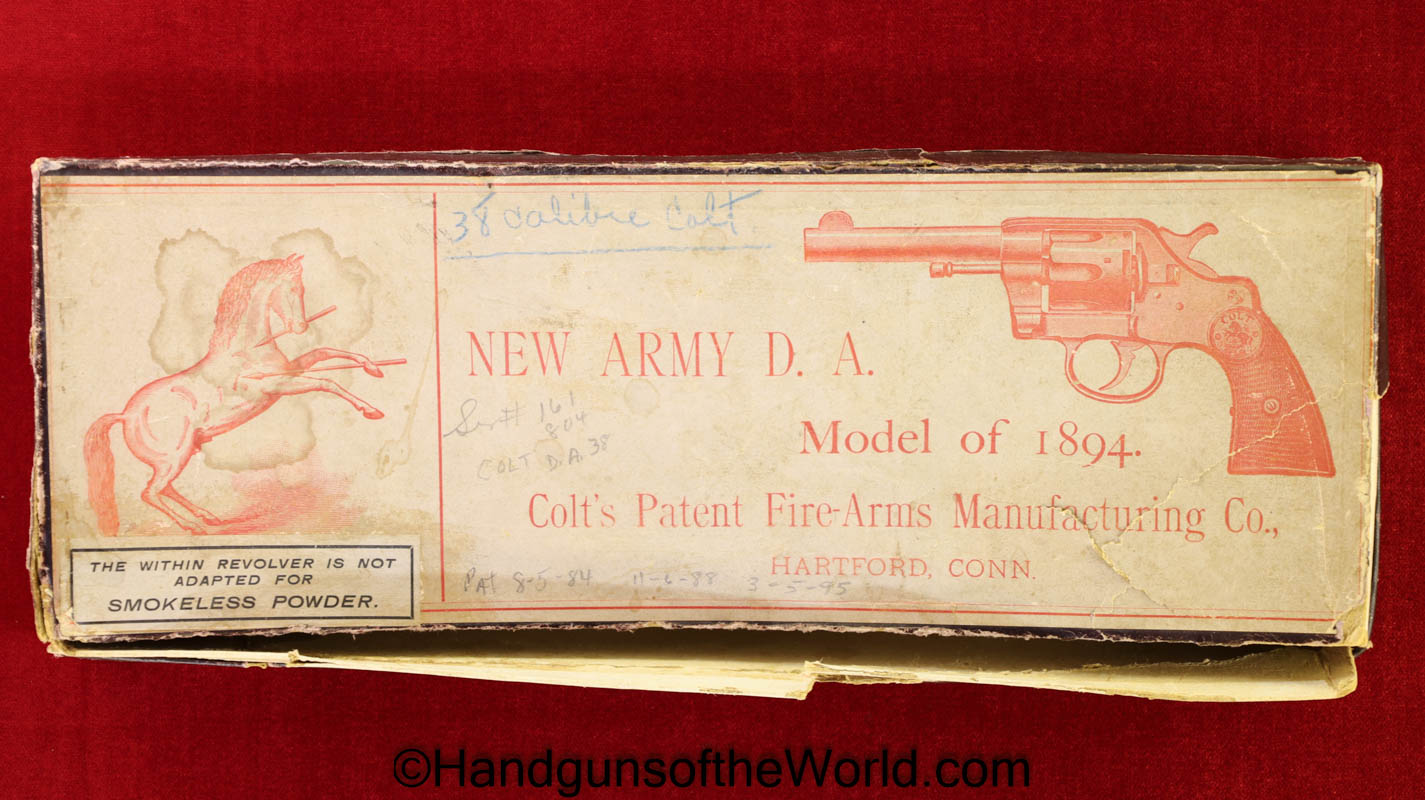 38 calibre Colt
NEW ARMY D. A.
Ser# 161
804
COLT D.A. 38
Model of 1894.
Colt's Patent Fire-Arms Manufacturing Co.,
HARTFORD, CONN.
PAT 8-5-84 11-6-88 3-5-95
THE WITHIN REVOLVER IS NOT
ADAPTED FOR
SMOKELESS POWDER.
COLT
©HandgunsoftheWorld.com